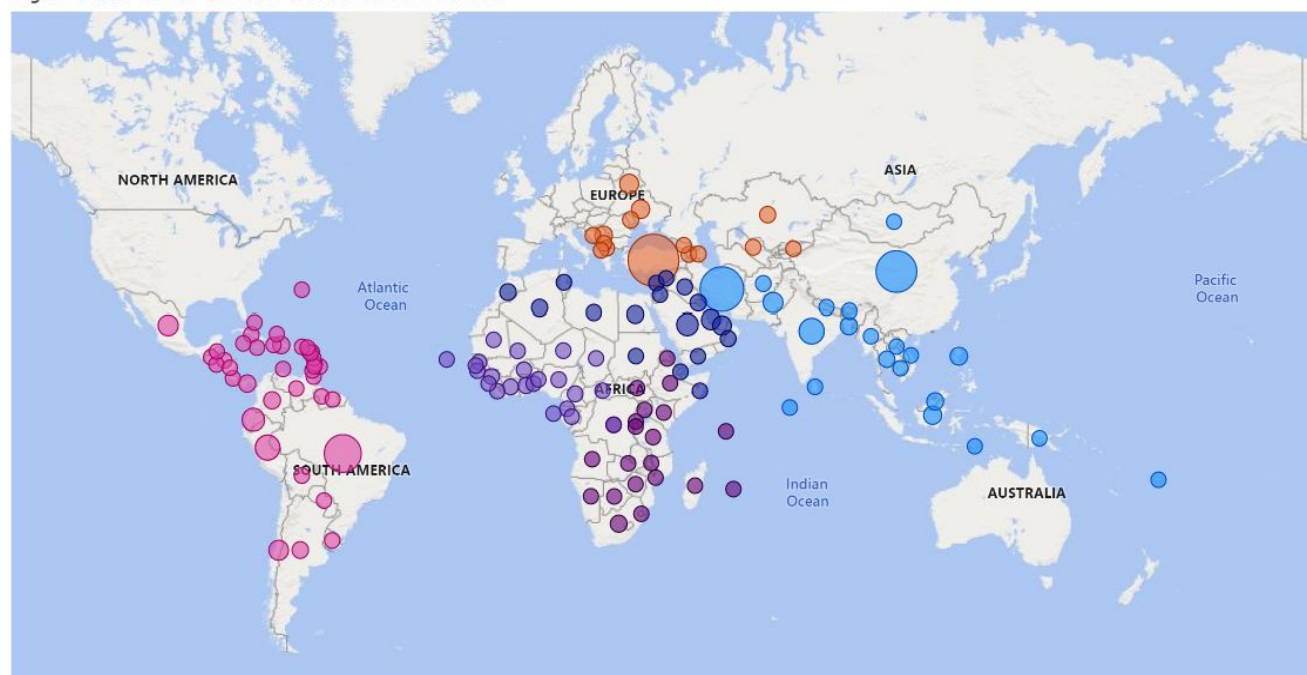 NORTH AMERICA
EUROPE
ASIA
Atlantic
Ocean
Pacific
Ocean
AFRICA
SOUTH AMERICA
Indian
Ocean
AUSTRALIA